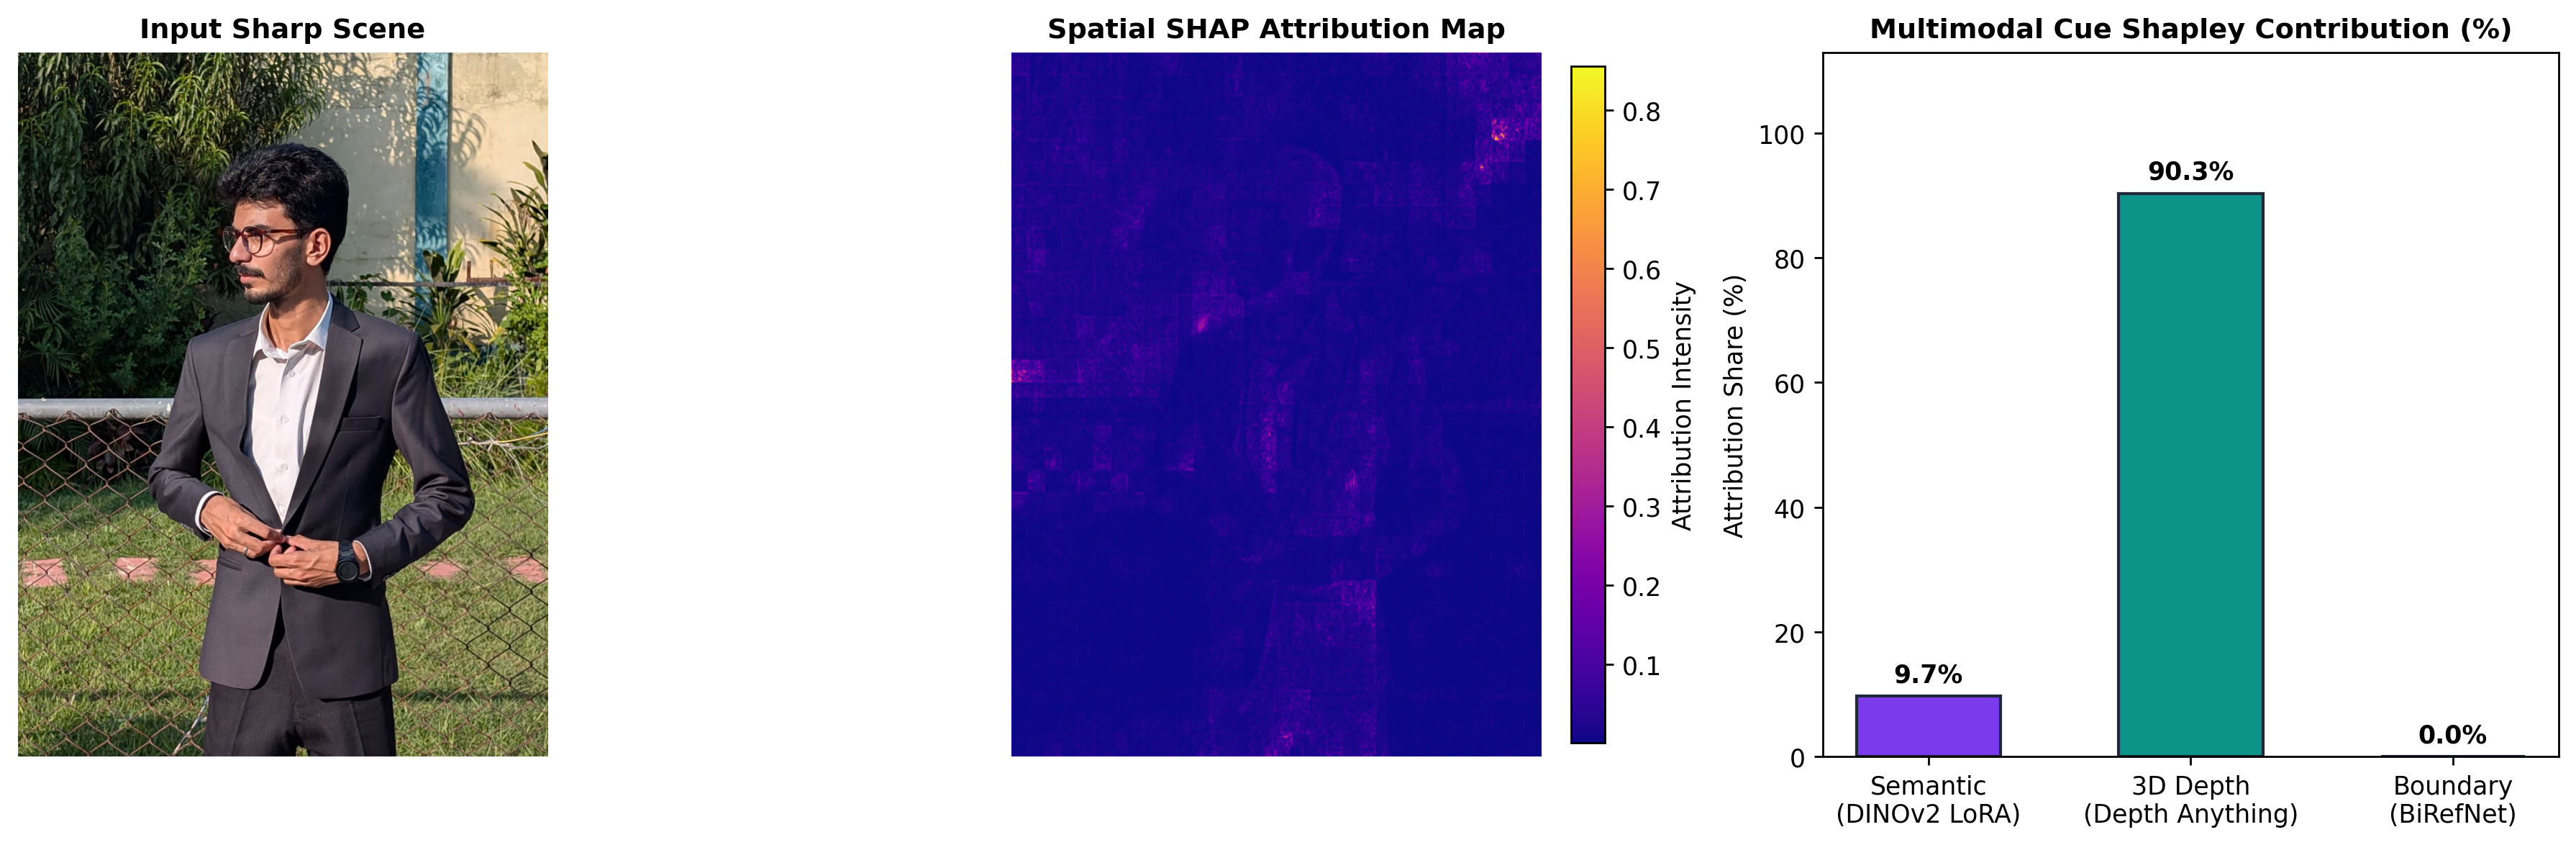 Input Sharp Scene
Spatial SHAP Attribution Map
0.8
0.7
0.6
0.5
0.4
0.3
0.2
0.1
Attribution Intensity
Multimodal Cue Shapley Contribution (%)
Attribution Share (%)
100
80
60
40
20
0
9.7%
90.3%
0.0%
Semantic
(DINOv2 LoRA)
3D Depth
(Depth Anything)
Boundary
(BiRefNet)